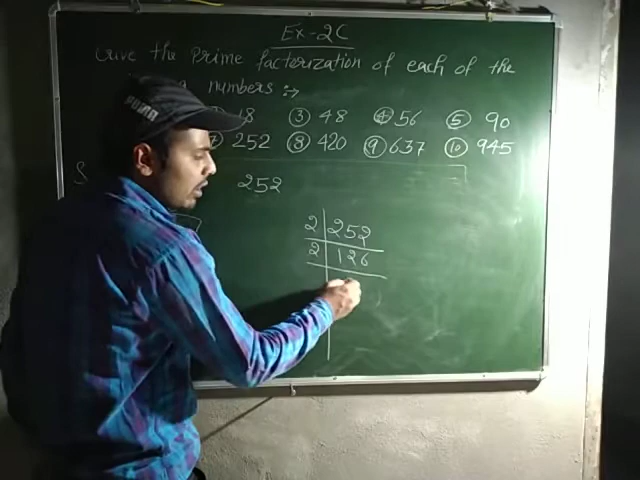 Ex-2C
Give the Prime factorization of each of the
numbers :→
18 ③ 48 ④ 56 ⑤ 90
⑦ 252 ⑧ 420 ⑨ 637 ⑩ 945
S
252
2 252
2 126
PUMA